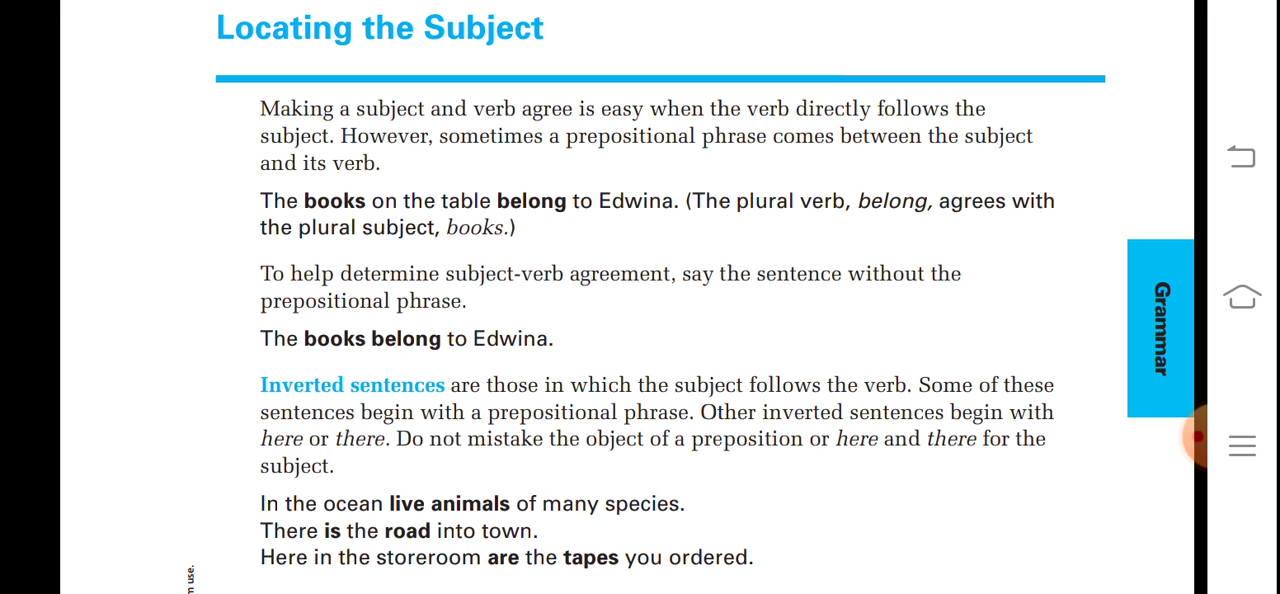 Locating the Subject
Making a subject and verb agree is easy when the verb directly follows the
subject. However, sometimes a prepositional phrase comes between the subject
and its verb.
The books on the table belong to Edwina. (The plural verb, belong, agrees with
the plural subject, books.)
To help determine subject-verb agreement, say the sentence without the
prepositional phrase.
The books belong to Edwina.
Inverted sentences are those in which the subject follows the verb. Some of these
sentences begin with a prepositional phrase. Other inverted sentences begin with
here or there. Do not mistake the object of a preposition or here and there for the
subject.
In the ocean live animals of many species.
There is the road into town.
Here in the storeroom are the tapes you ordered.
Grammar
use.